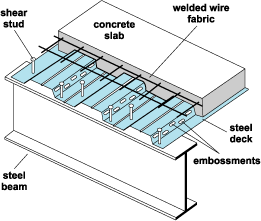 shear
stud
concrete
slab
welded wire
fabric
steel
deck
embossments
steel
beam